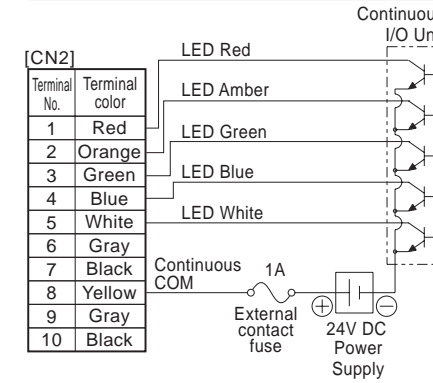 Continuou
I/O Un
[CN2]
Terminal No. Terminal color
1 Red
2 Orange
3 Green
4 Blue
5 White
6 Gray
7 Black
8 Yellow
9 Gray
10 Black
LED Red
LED Amber
LED Green
LED Blue
LED White
Continuous
COM
1A
External
contact
fuse
24V DC
Power
Supply